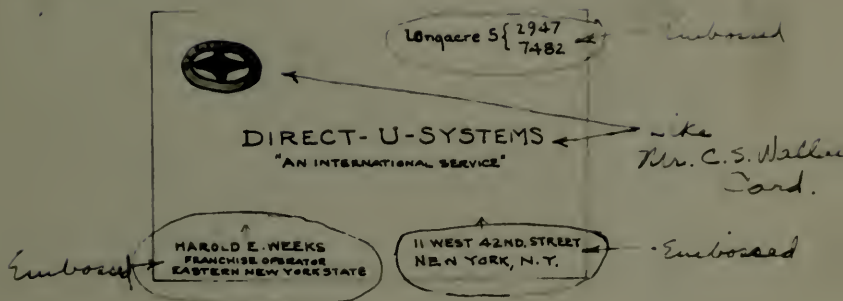 Longacre 5 { 2947
7482
Embossed
DIRECT-U-SYSTEMS
"AN INTERNATIONAL SERVICE"
Like
Mr. C.S.
Card.
HAROLD E. WEEKS
FRANCHISE OPERATOR
EASTERN NEW YORK STATE
Embossed
11 WEST 42ND. STREET
NEW YORK, N.Y.
Embossed